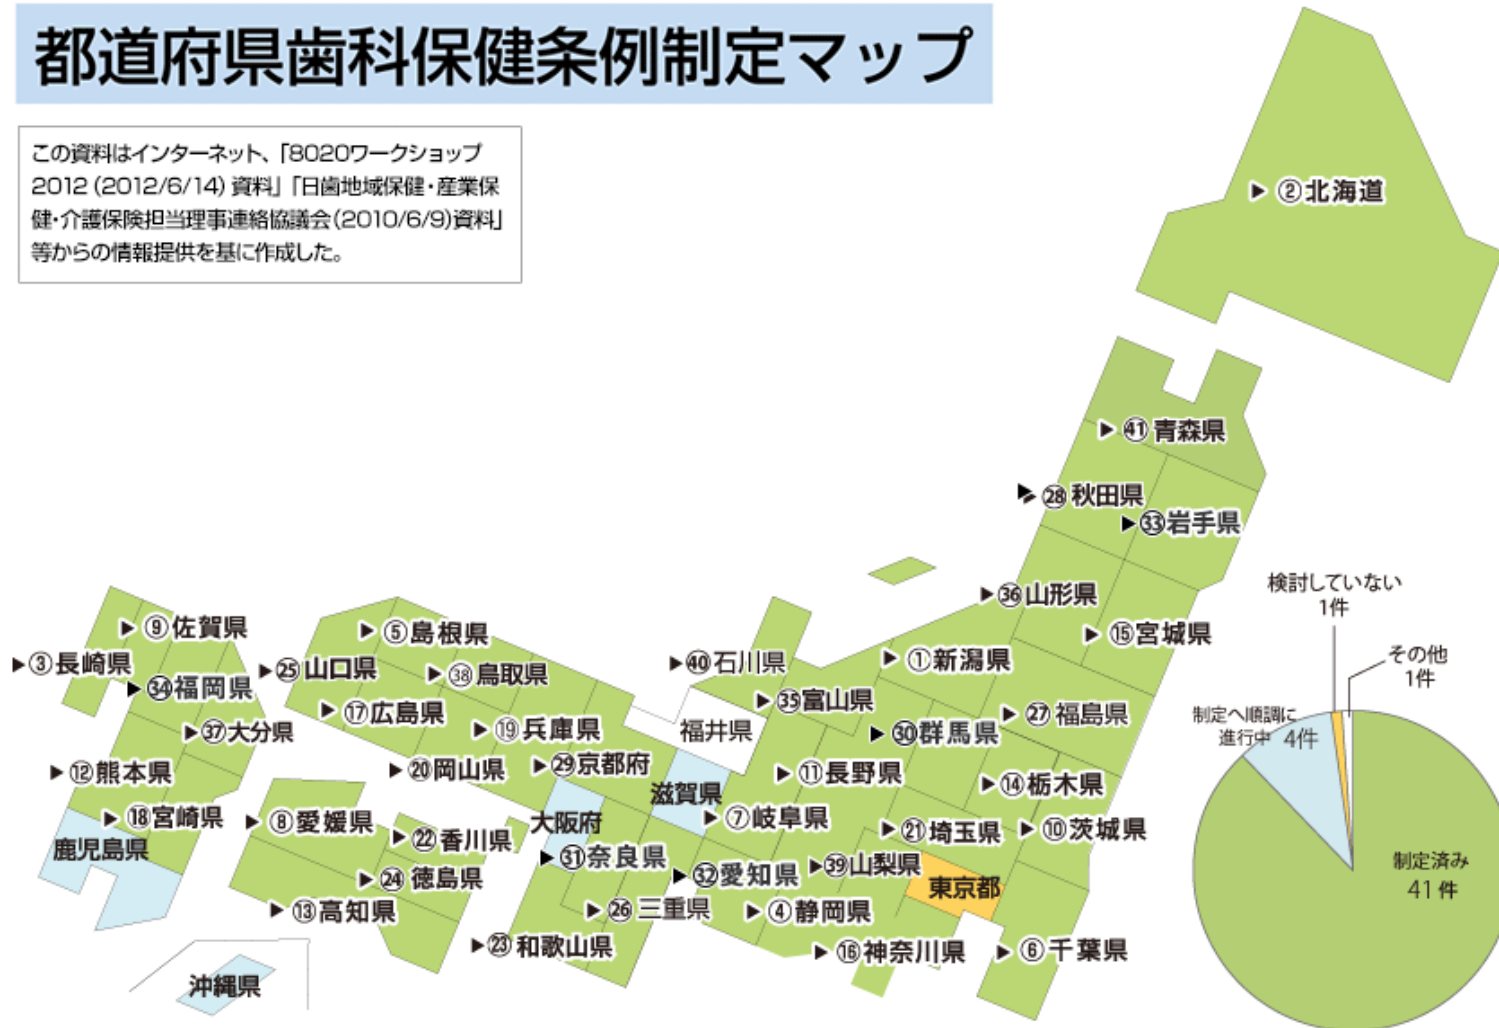 都道府県歯科保健条例制定マップ
この資料はインターネット、「8020ワークショップ
2012（2012/6/14）資料」「日歯地域保健・産業保
健・介護保険担当理事連絡協議会（2010/6/9)資料」
等からの情報提供を基に作成した。
▶ ②北海道
▶ ㊶青森県
▶ ㉘秋田県
▶ ㉝岩手県
▶ ㊱山形県
▶ ⑮宮城県
▶ ①新潟県
▶ ㉗福島県
▶ ㊵石川県
▶ ㉟富山県
福井県
▶ ㉚群馬県
▶ ⑪長野県
▶ ⑭栃木県
▶ ⑦岐阜県
▶ ㉑埼玉県
▶ ⑩茨城県
▶ ㊴山梨県
東京都
▶ ㉜愛知県
▶ ④静岡県
▶ ⑯神奈川県
▶ ⑥千葉県
▶ ⑨佐賀県
▶ ③長崎県
▶ ㉞福岡県
▶ ㊲大分県
▶ ⑫熊本県
▶ ⑱宮崎県
鹿児島県
沖縄県
▶ ⑤島根県
▶ ㉕山口県
▶ ㊳鳥取県
▶ ⑰広島県
▶ ⑲兵庫県
▶ ⑳岡山県
▶ ㉙京都府
滋賀県
大阪府
▶ ㉛奈良県
▶ ㉖三重県
▶ ㉓和歌山県
▶ ⑧愛媛県
▶ ㉒香川県
▶ ㉔徳島県
▶ ⑬高知県
検討していない
1件
その他
1件
制定へ順調に
進行中 4件
制定済み
41件